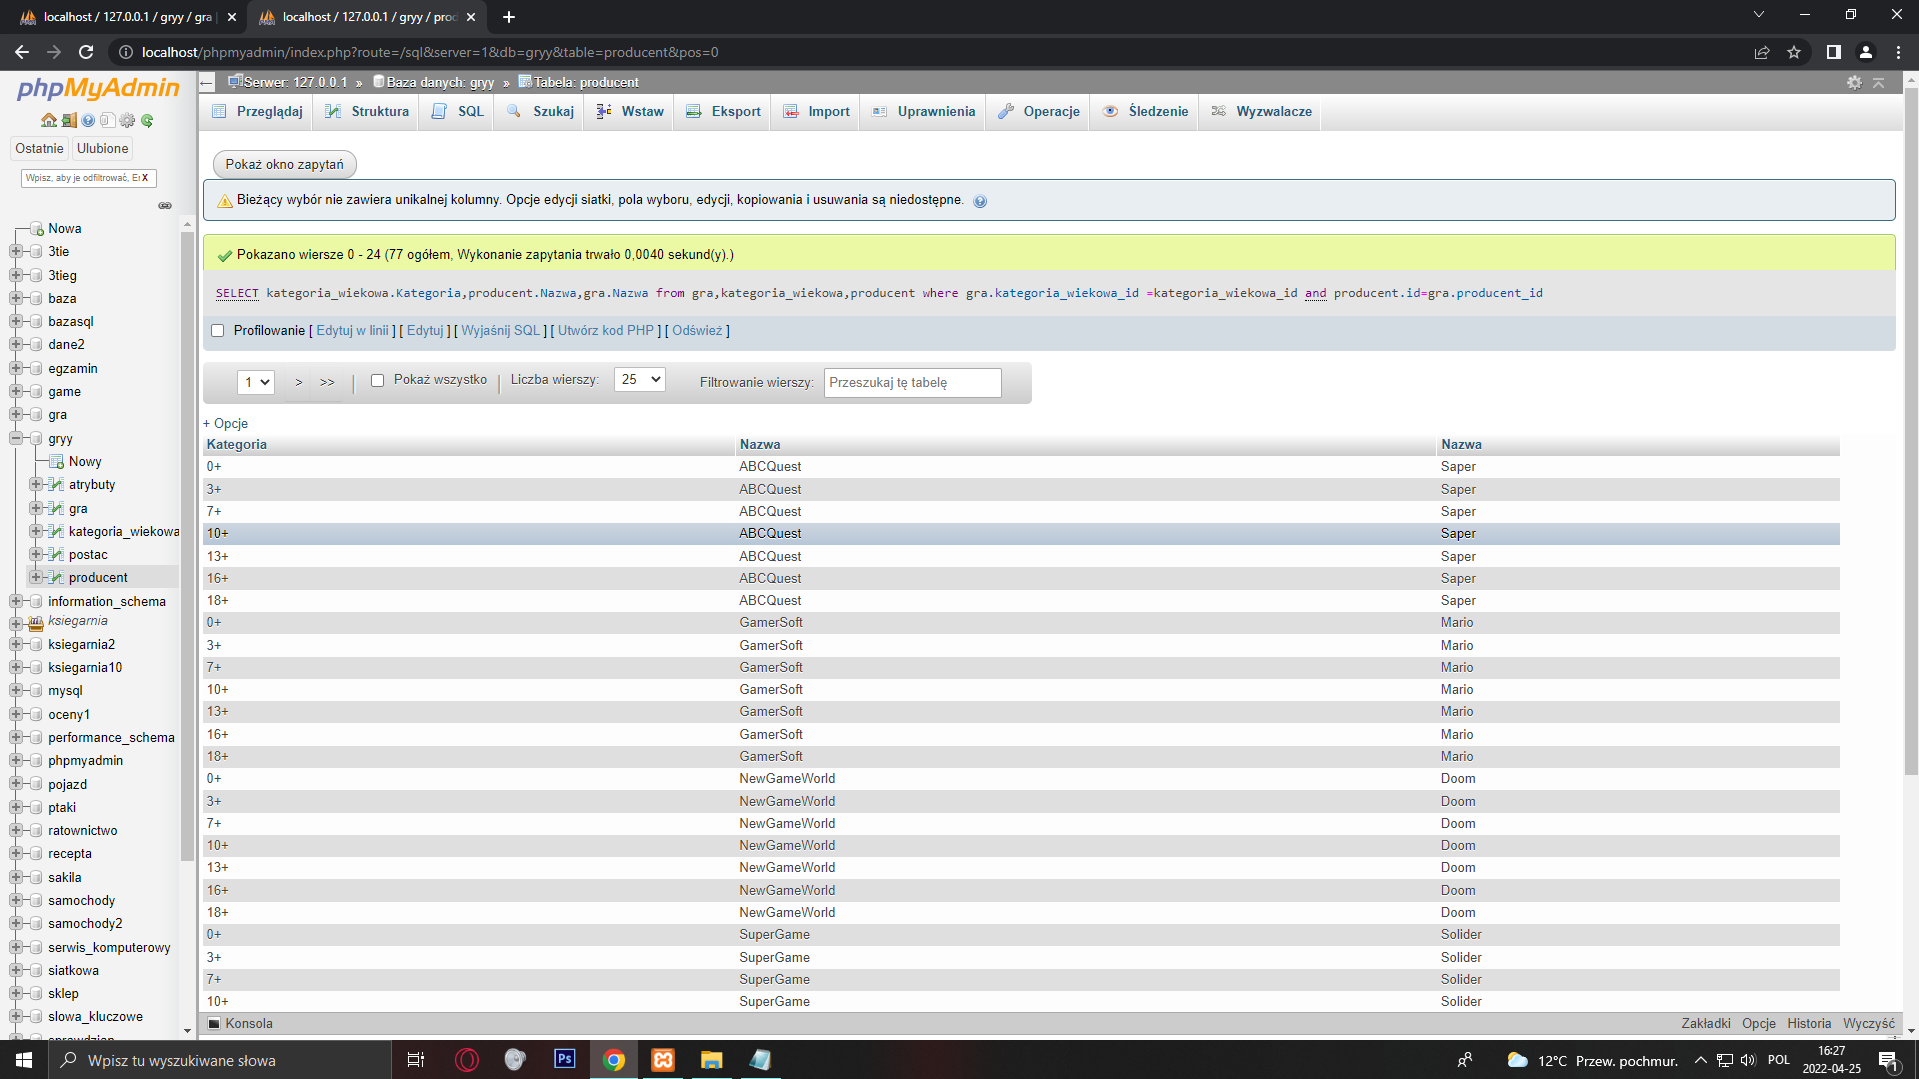 localhost / 127.0.0.1 / gryy / gra |
localhost / 127.0.0.1 / gryy / prod
localhost/phpmyadmin/index.php?route=/sql&server=1&db=gryy&table=producent&pos=0
phpMyAdmin
Serwer: 127.0.0.1 » Baza danych: gryy » Tabela: producent
Przeglądaj Struktura SQL Szukaj Wstaw Eksport Import Uprawnienia Operacje Śledzenie Wyzwalacze
Ostatnie Ulubione
Wpisz, aby je odfiltrować, E X
Nowa
3tie
3tieg
baza
bazasql
dane2
egzamin
game
gra
gryy
Nowy
atrybuty
gra
kategoria_wiekowa
postac
producent
information_schema
ksiegarnia
ksiegarnia2
ksiegarnia10
mysql
oceny1
performance_schema
phpmyadmin
pojazd
ptaki
ratownictwo
recepta
sakila
samochody
samochody2
serwis_komputerowy
siatkowa
sklep
slowa_kluczowe
Pokaż okno zapytań
Bieżący wybór nie zawiera unikalnej kolumny. Opcje edycji siatki, pola wyboru, edycji, kopiowania i usuwania są niedostępne.
Pokazano wiersze 0 - 24 (77 ogółem, Wykonanie zapytania trwało 0,0040 sekund(y).)
SELECT kategoria_wiekowa.Kategoria,producent.Nazwa,gra.Nazwa from gra,kategoria_wiekowa,producent where gra.kategoria_wiekowa_id =kategoria_wiekowa_id and producent.id=gra.producent_id
Profilowanie [ Edytuj w linii ] [ Edytuj ] [ Wyjaśnij SQL ] [ Utwórz kod PHP ] [ Odśwież ]
1 > >> | Pokaż wszystko | Liczba wierszy: 25 Filtrowanie wierszy: Przeszukaj tę tabelę
+ Opcje
Kategoria Nazwa Nazwa
0+ ABCQuest Saper
3+ ABCQuest Saper
7+ ABCQuest Saper
10+ ABCQuest Saper
13+ ABCQuest Saper
16+ ABCQuest Saper
18+ ABCQuest Saper
0+ GamerSoft Mario
3+ GamerSoft Mario
7+ GamerSoft Mario
10+ GamerSoft Mario
13+ GamerSoft Mario
16+ GamerSoft Mario
18+ GamerSoft Mario
0+ NewGameWorld Doom
3+ NewGameWorld Doom
7+ NewGameWorld Doom
10+ NewGameWorld Doom
13+ NewGameWorld Doom
16+ NewGameWorld Doom
18+ NewGameWorld Doom
0+ SuperGame Solider
3+ SuperGame Solider
7+ SuperGame Solider
10+ SuperGame Solider
Konsola Zakładki Opcje Historia Wyczyść
Wpisz tu wyszukiwane słowa
Ps
12°C Przew. pochmur.
POL
16:27
2022-04-25
1